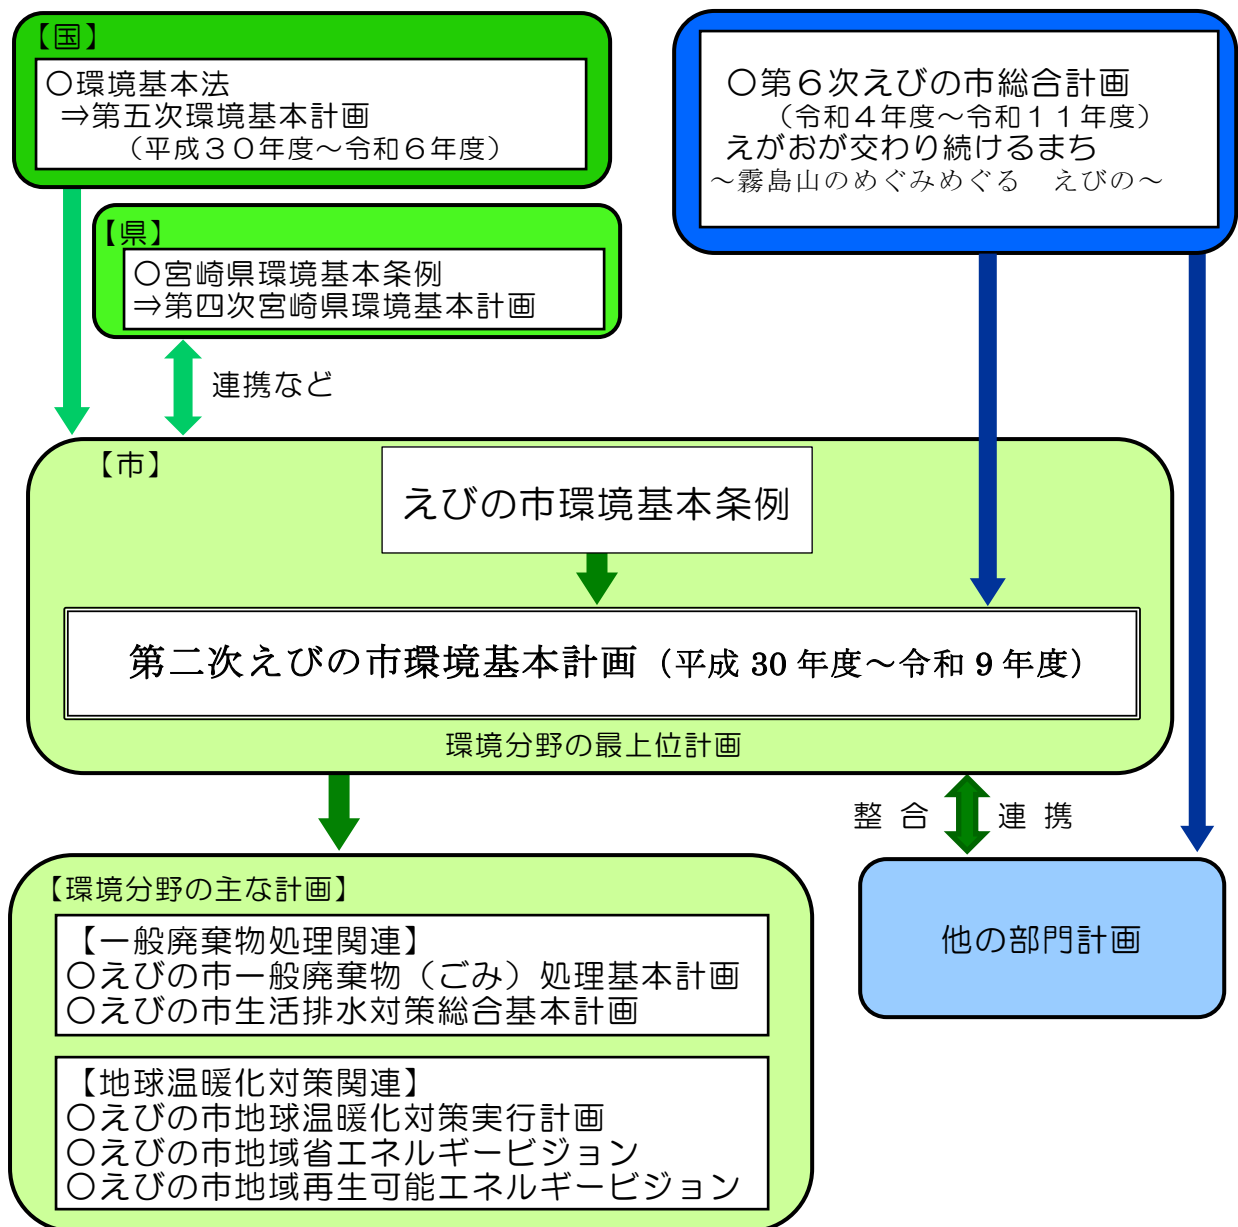 【国】
〇環境基本法
⇒第五次環境基本計画
（平成３０年度～令和６年度）
〇第６次えびの市総合計画
（令和４年度～令和１１年度）
えがおが交わり続けるまち
～霧島山のめぐみめぐる　えびの～
【県】
〇宮崎県環境基本条例
⇒第四次宮崎県環境基本計画
連携など
【市】
えびの市環境基本条例
第二次えびの市環境基本計画（平成 30 年度～令和 9 年度）
環境分野の最上位計画
整 合
連 携
【環境分野の主な計画】
【一般廃棄物処理関連】
〇えびの市一般廃棄物（ごみ）処理基本計画
〇えびの市生活排水対策総合基本計画
【地球温暖化対策関連】
〇えびの市地球温暖化対策実行計画
〇えびの市地域省エネルギービジョン
〇えびの市地域再生可能エネルギービジョン
他の部門計画